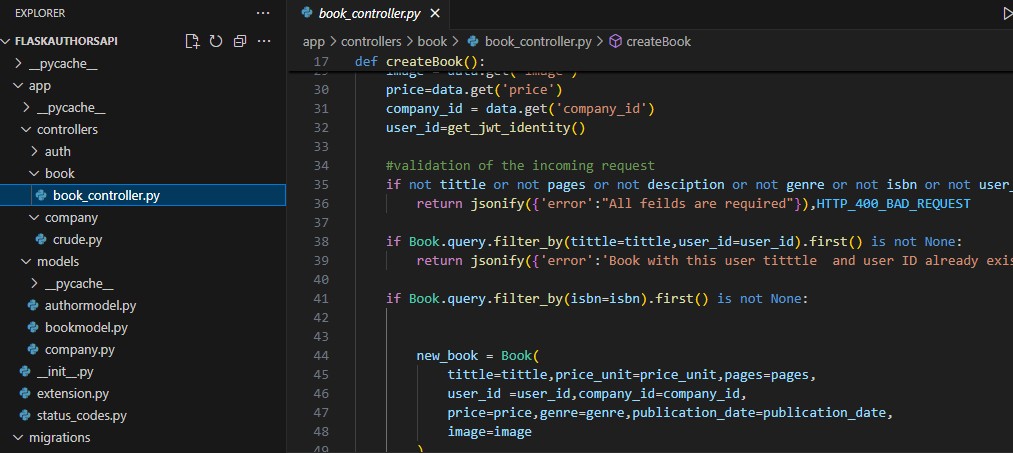 EXPLORER
FLASKAUTHORSAPI
__pycache__
app
__pycache__
controllers
auth
book
book_controller.py
company
crude.py
models
__pycache__
authormodel.py
bookmodel.py
company.py
__init__.py
extension.py
status_codes.py
migrations
book_controller.py
app > controllers > book > book_controller.py > createBook
17 def createBook():
29 image = data.get('image')
30 price=data.get('price')
31 company_id = data.get('company_id')
32 user_id=get_jwt_identity()
33
34 #validation of the incoming request
35 if not tittle or not pages or not desciption or not genre or not isbn or not user_
36 return jsonify({'error':"All feilds are required"}),HTTP_400_BAD_REQUEST
37
38 if Book.query.filter_by(tittle=tittle,user_id=user_id).first() is not None:
39 return jsonify({'error':'Book with this user titttle  and user ID already exis
40
41 if Book.query.filter_by(isbn=isbn).first() is not None:
42
43
44 new_book = Book(
45 tittle=tittle,price_unit=price_unit,pages=pages,
46 user_id =user_id,company_id=company_id,
47 price=price,genre=genre,publication_date=publication_date,
48 image=image
49 )